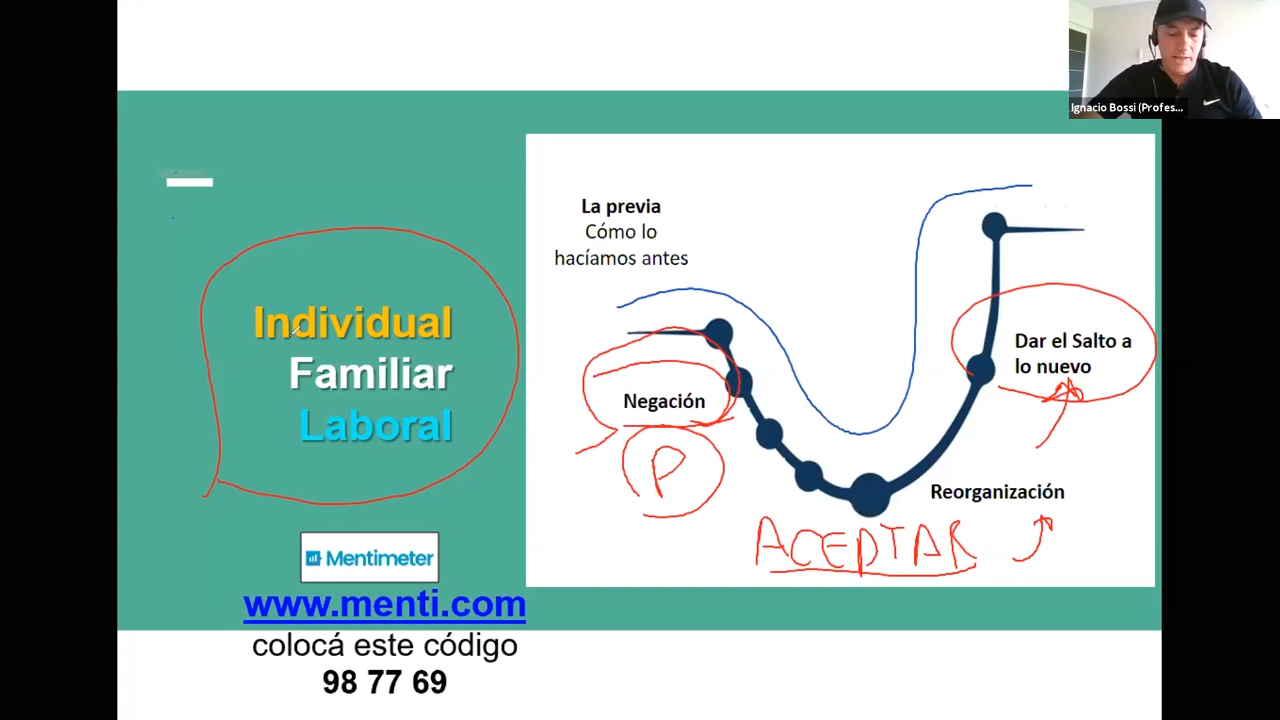 Ignacio Bossi (Profes...
La previa
Cómo lo
hacíamos antes
Individual
Familiar
Laboral
Negación
P
Dar el Salto a
lo nuevo
Reorganización
ACEPTAR
Mentimeter
www.menti.com
colocá este código
98 77 69